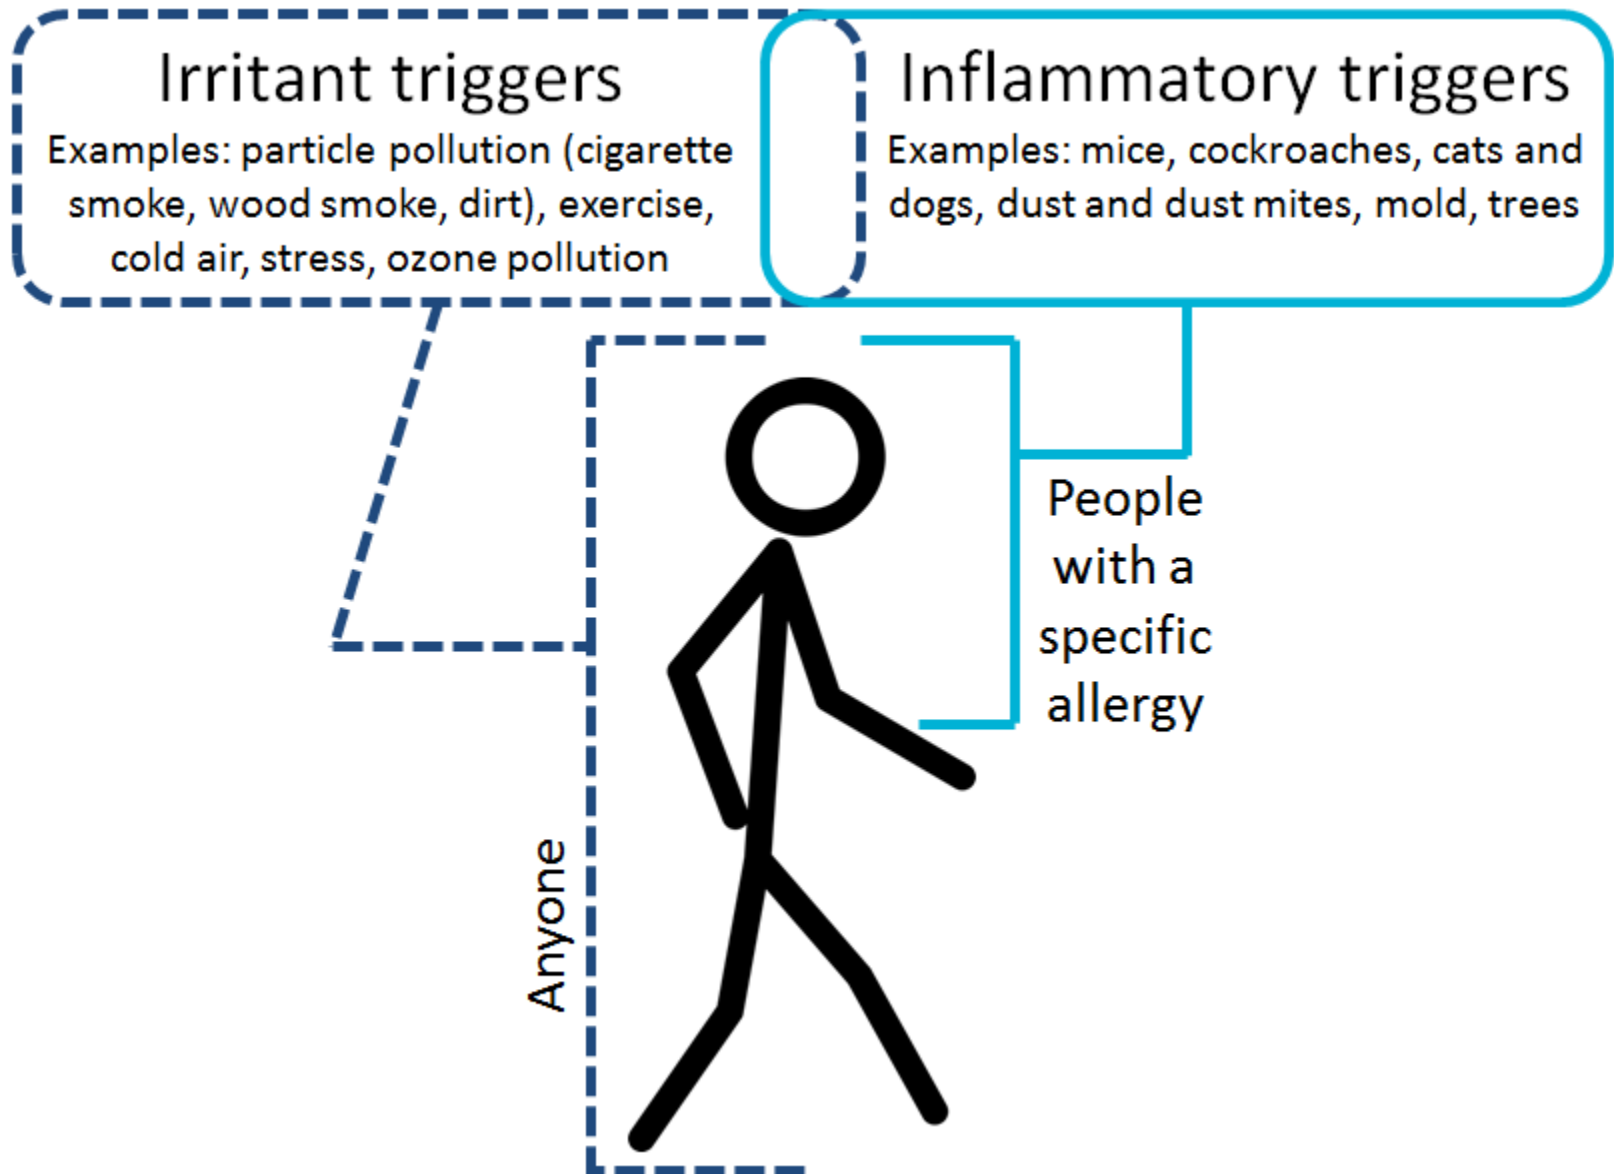 Irritant triggers
Examples: particle pollution (cigarette
smoke, wood smoke, dirt), exercise,
cold air, stress, ozone pollution
Inflammatory triggers
Examples: mice, cockroaches, cats and
dogs, dust and dust mites, mold, trees
People
with a
specific
allergy
Anyone